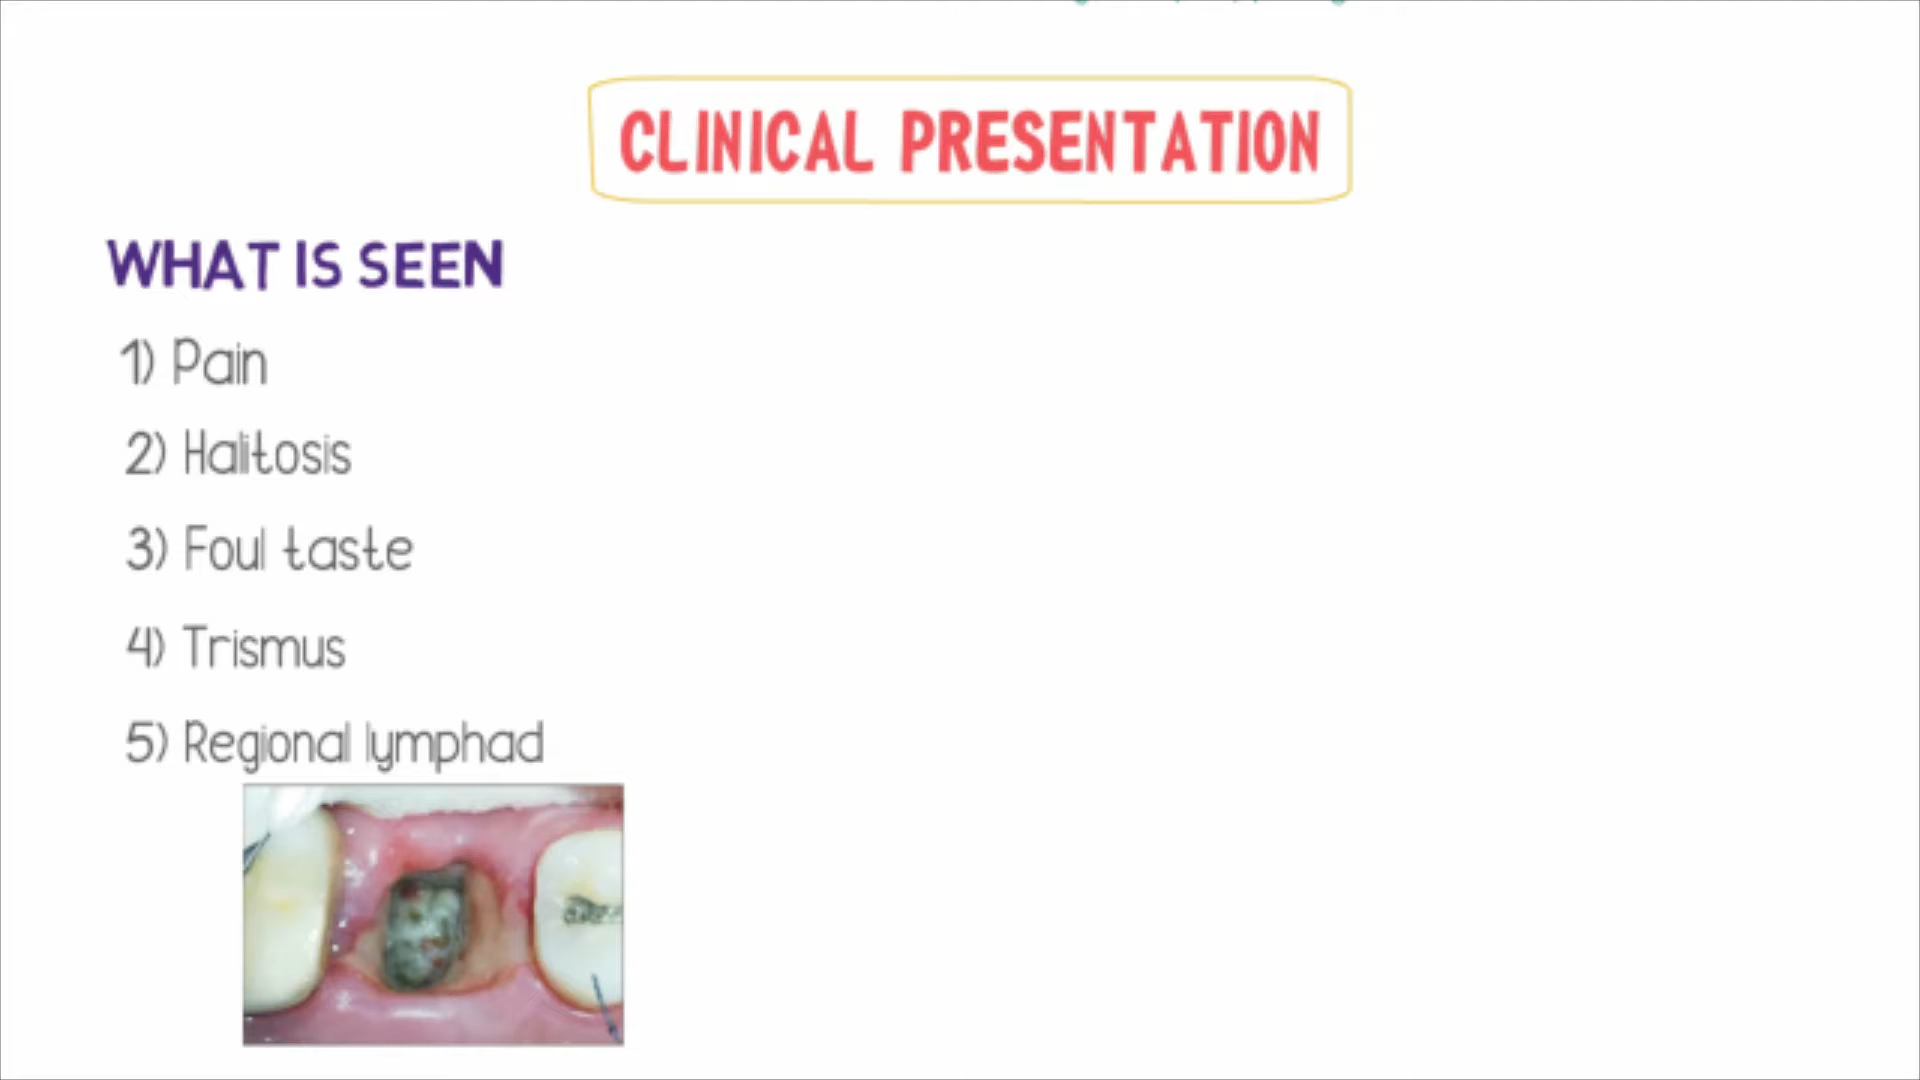 CLINICAL PRESENTATION
WHAT IS SEEN
1) Pain
2) Halitosis
3) Foul taste
4) Trismus
5) Regional lymphad